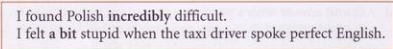 I found Polish incredibly difficult.
I felt a bit stupid when the taxi driver spoke perfect English.